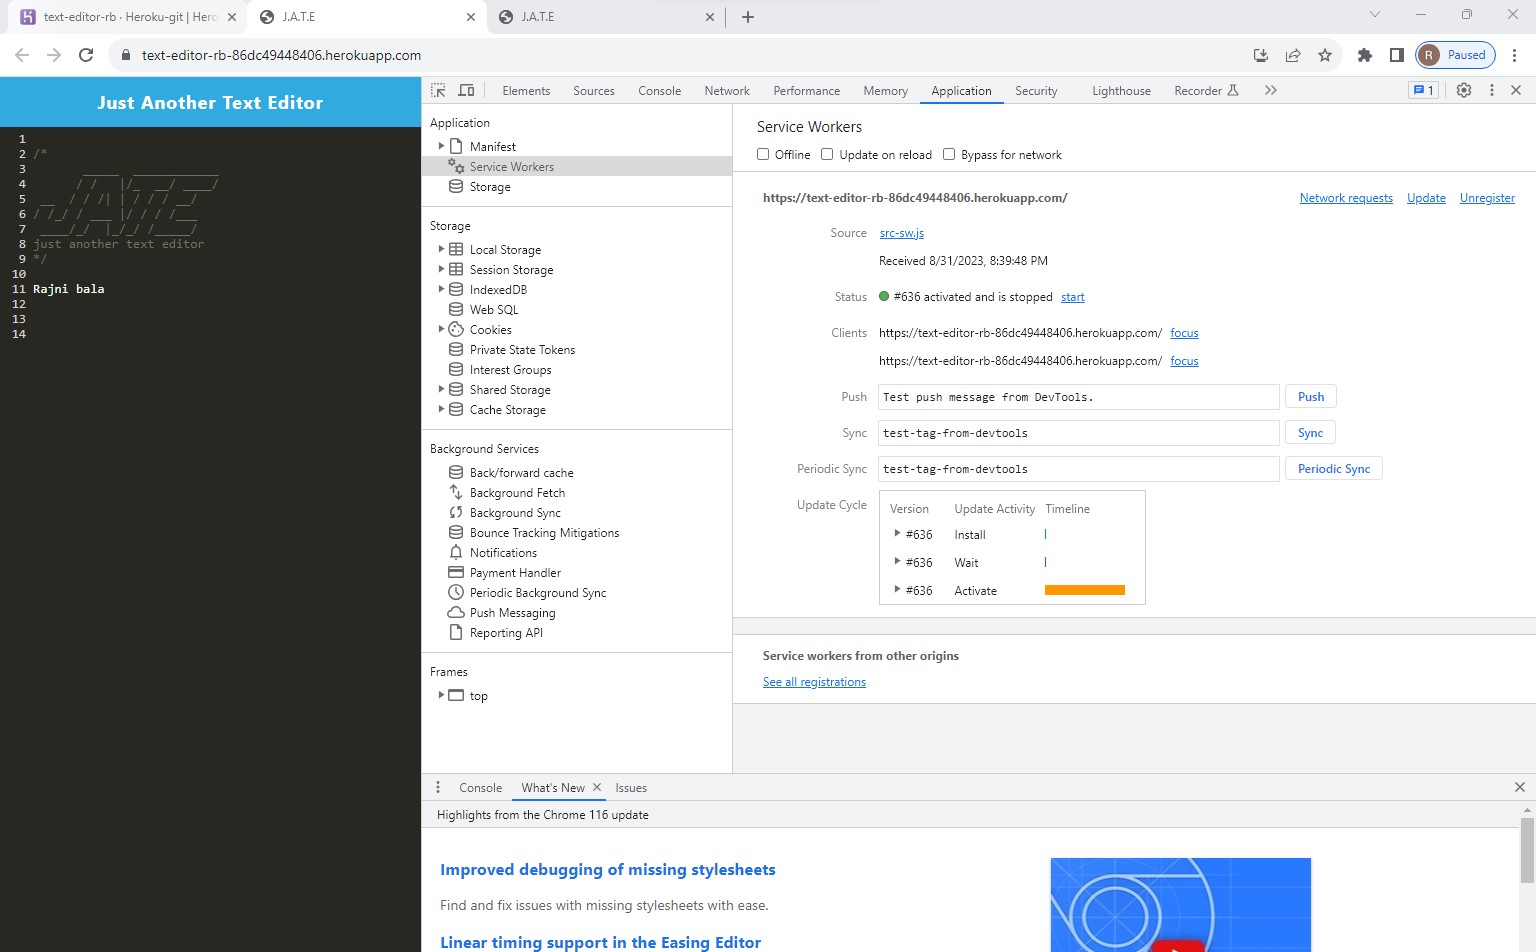 text-editor-rb · Heroku-git | Hero
J.A.T.E
J.A.T.E
text-editor-rb-86dc49448406.herokuapp.com
R Paused
Just Another Text Editor
1
2 /*
3
4
5
6
7
8 just another text editor
9 */
10
11 Rajni bala
12
13
14
Elements Sources Console Network Performance Memory Application Security Lighthouse Recorder 1
Application
Manifest
Service Workers
Storage
Storage
Local Storage
Session Storage
IndexedDB
Web SQL
Cookies
Private State Tokens
Interest Groups
Shared Storage
Cache Storage
Background Services
Back/forward cache
Background Fetch
Background Sync
Bounce Tracking Mitigations
Notifications
Payment Handler
Periodic Background Sync
Push Messaging
Reporting API
Frames
top
Service Workers
Offline Update on reload Bypass for network
https://text-editor-rb-86dc49448406.herokuapp.com/ Network requests Update Unregister
Source src-sw.js
Received 8/31/2023, 8:39:48 PM
Status #636 activated and is stopped start
Clients https://text-editor-rb-86dc49448406.herokuapp.com/ focus
https://text-editor-rb-86dc49448406.herokuapp.com/ focus
Push Test push message from DevTools. Push
Sync test-tag-from-devtools Sync
Periodic Sync test-tag-from-devtools Periodic Sync
Update Cycle Version Update Activity Timeline
#636 Install
#636 Wait
#636 Activate
Service workers from other origins
See all registrations
Console What's New Issues
Highlights from the Chrome 116 update
Improved debugging of missing stylesheets
Find and fix issues with missing stylesheets with ease.
Linear timing support in the Easing Editor